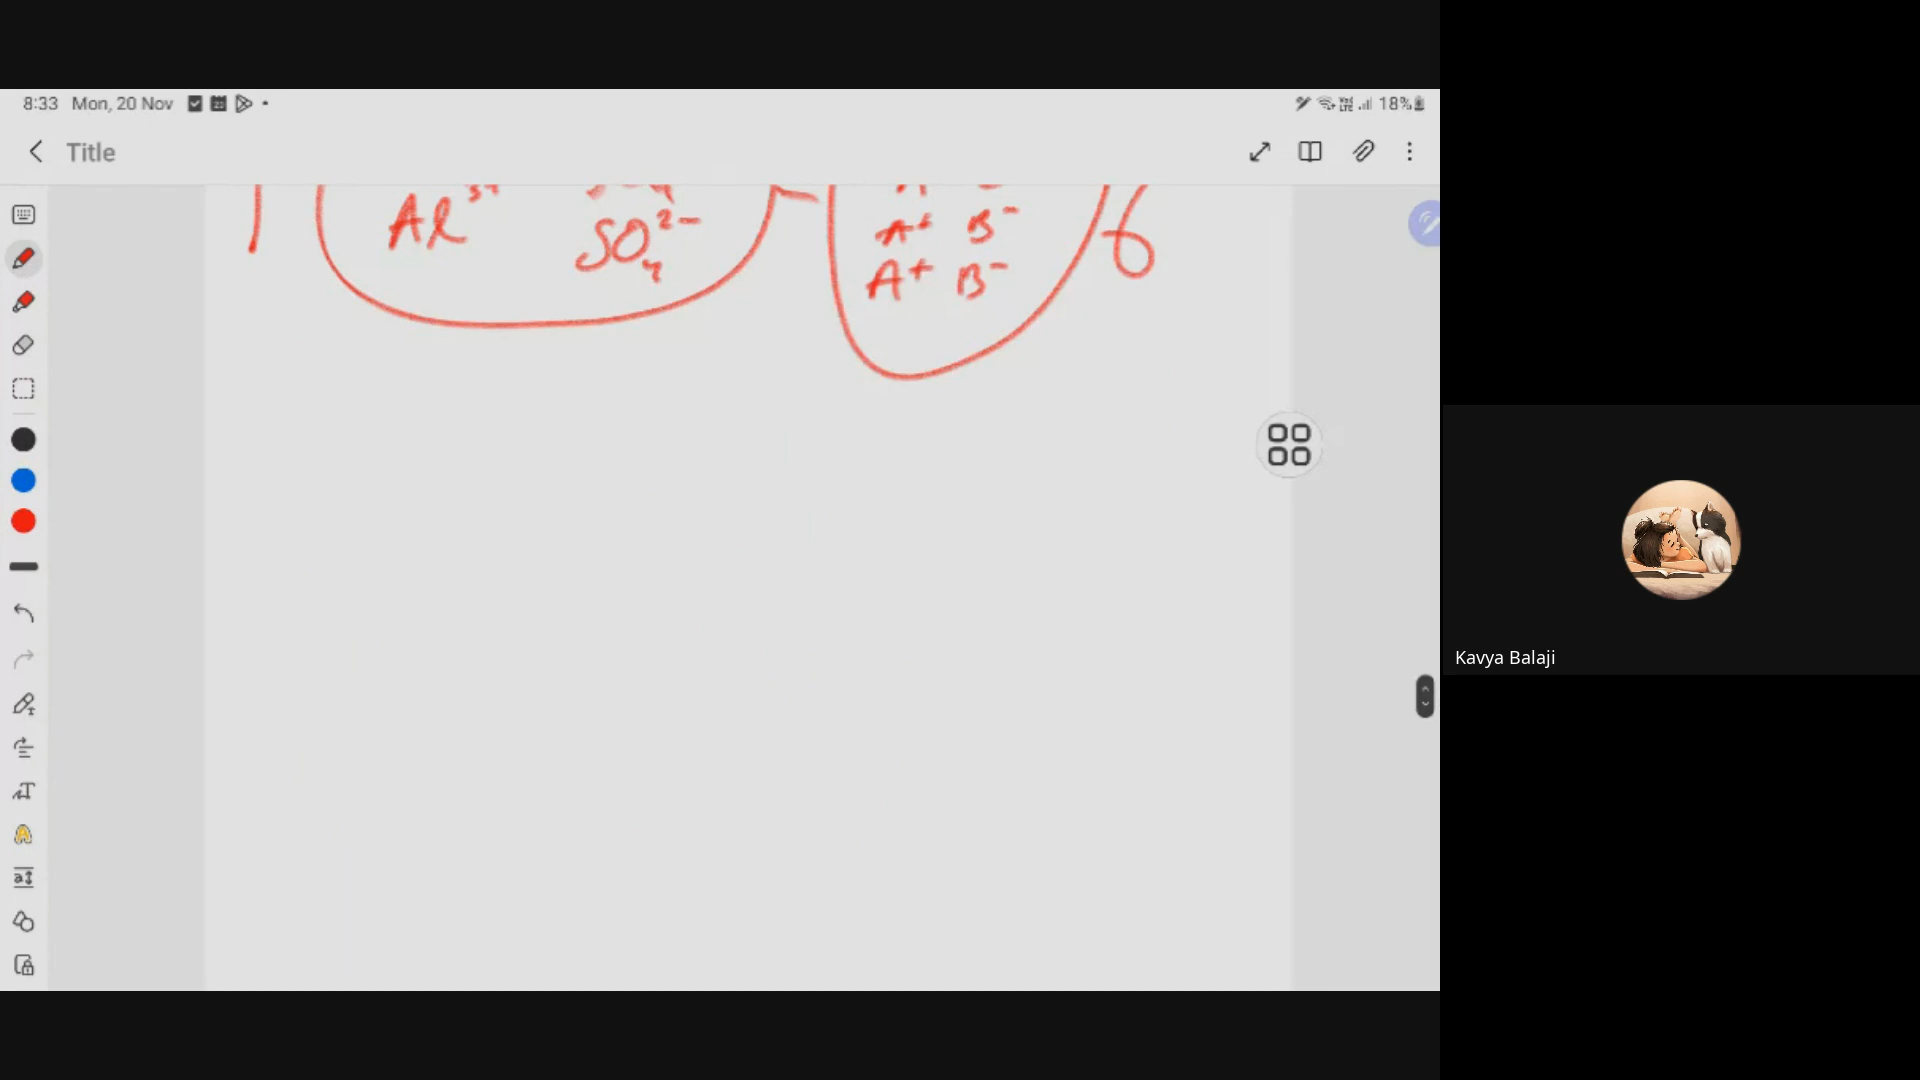 8:33 Mon, 20 Nov 18%
Title
Al³⁺
SO₄²⁻
A⁺ B⁻
A⁺ B⁻
6
Kavya Balaji